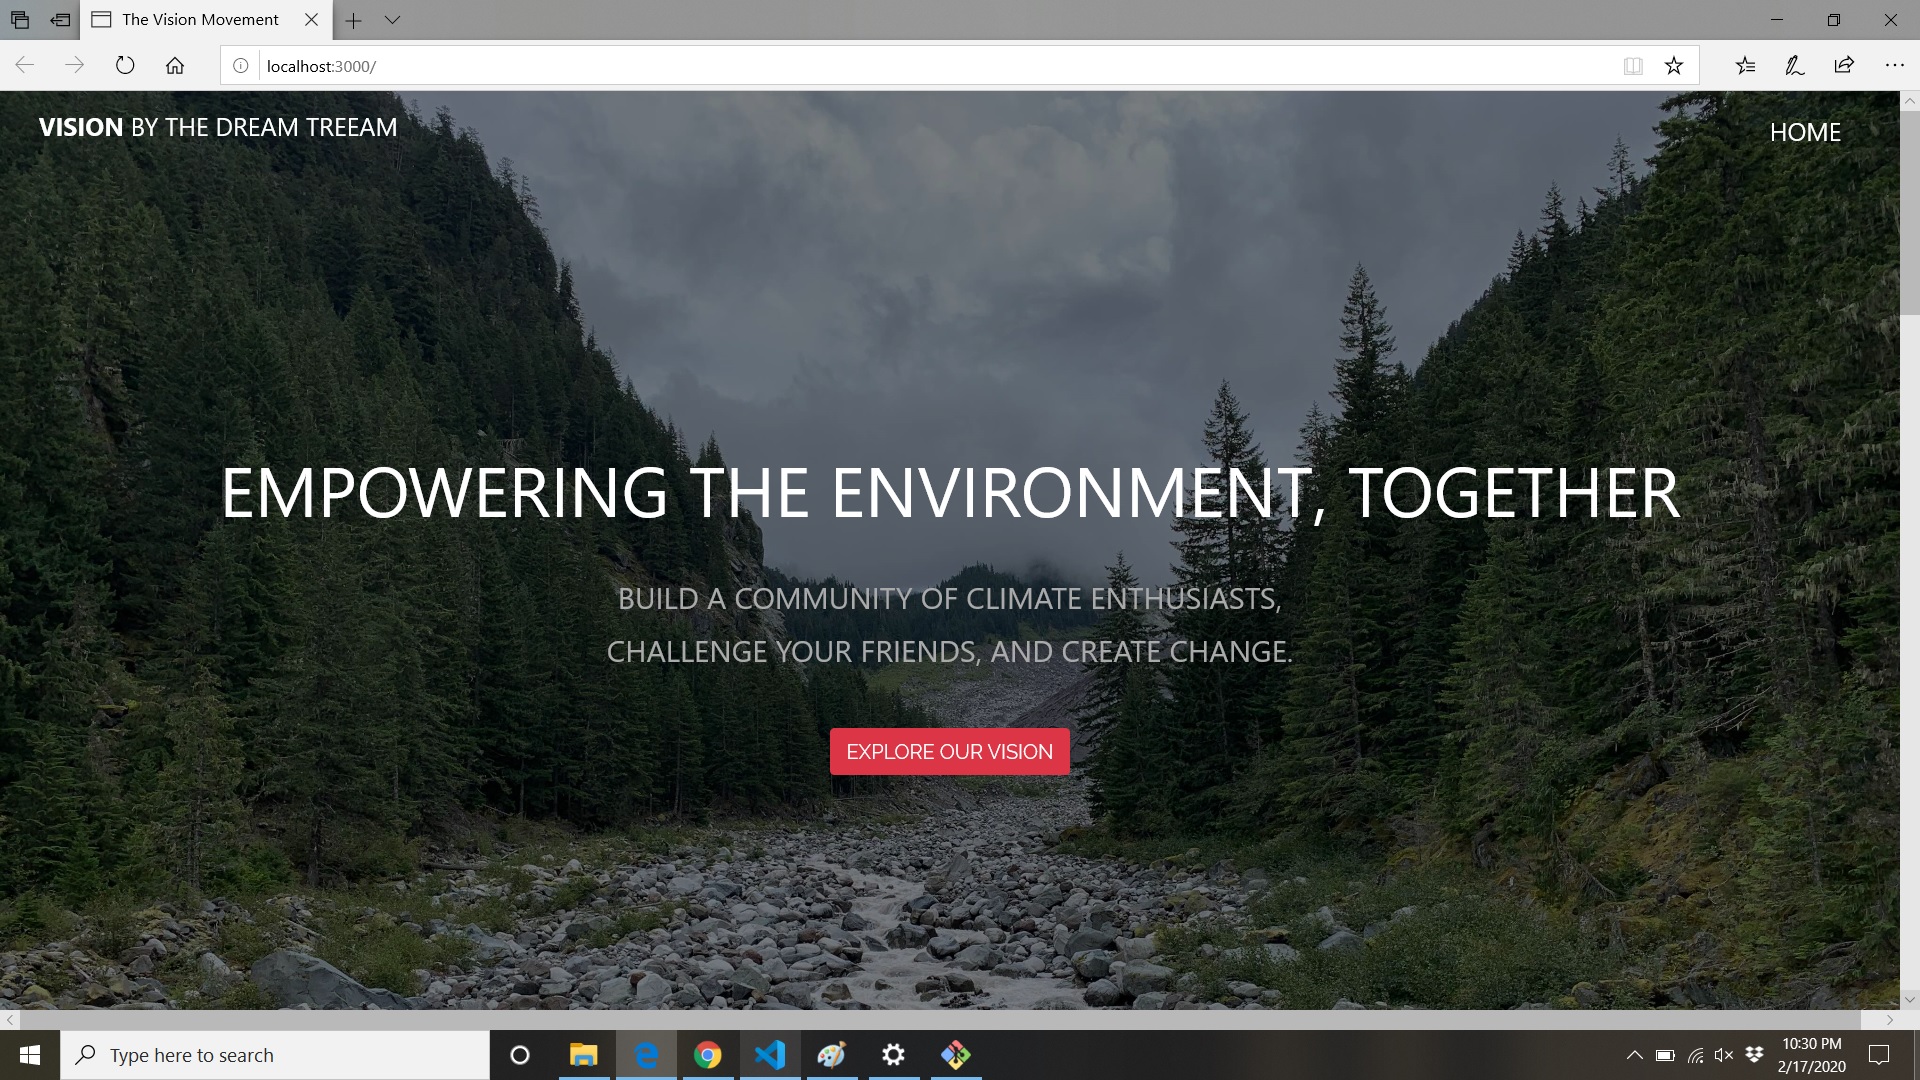 The Vision Movement
localhost:3000/
VISION BY THE DREAM TREEAM
HOME
EMPOWERING THE ENVIRONMENT, TOGETHER
BUILD A COMMUNITY OF CLIMATE ENTHUSIASTS,
CHALLENGE YOUR FRIENDS, AND CREATE CHANGE.
EXPLORE OUR VISION
Type here to search
10:30 PM
2/17/2020